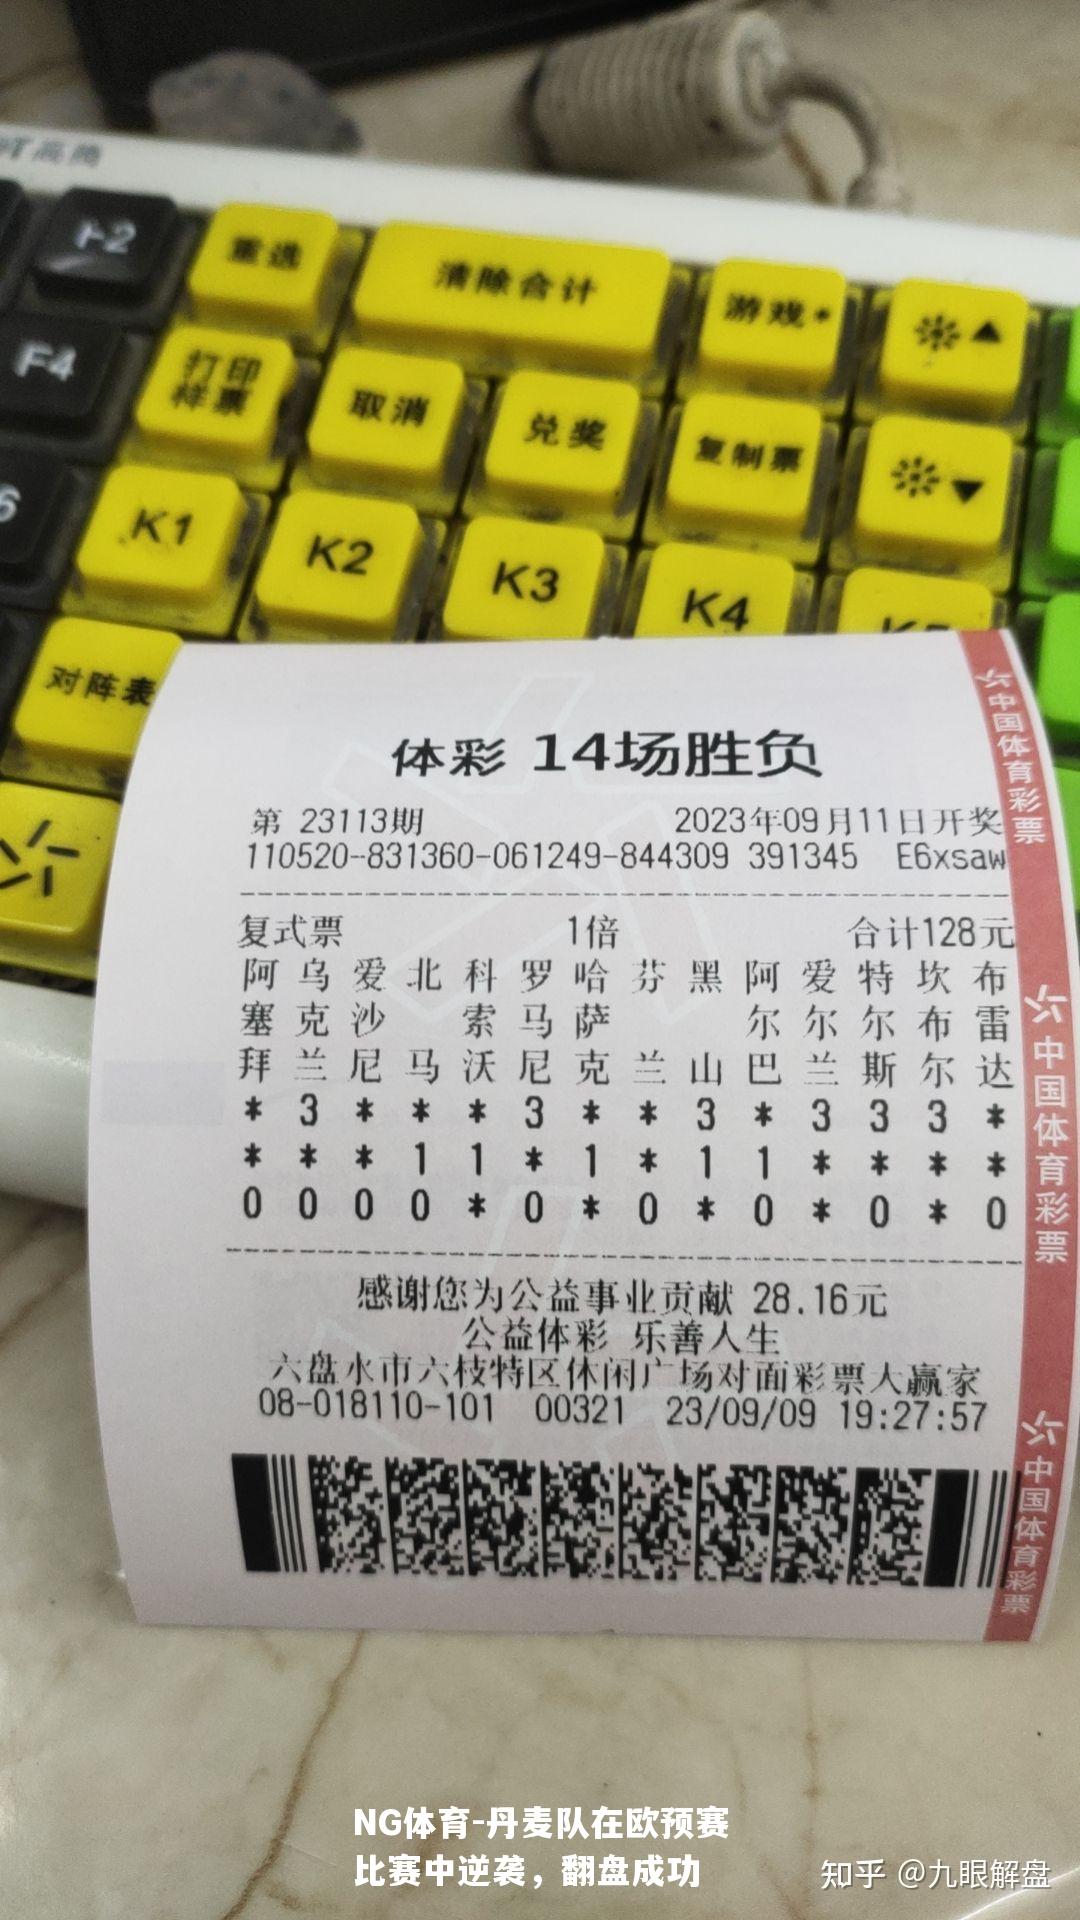 高尚
F2
重选
清除合计
游戏*
F4
打印
样票
取消
兑奖
复制票
6
K1
K2
K3
K4
对阵表
体彩 14场胜负
第 23113期 2023年09月11日开奖
110520-831360-061249-844309 391345 E6xsaw
复式票 1倍 合计128元
阿 乌 爱 北 科 罗 哈 芬 黑 阿 爱 特 坎 布
塞 克 沙 索 马 萨 尔 尔 尔 布 雷
拜 兰 尼 马 沃 尼 克 兰 山 巴 兰 斯 尔 达
* 3 * * * 3 * * 3 * 3 3 3 *
* * * 1 1 * 1 * 1 1 * * * *
0 0 0 0 * 0 * 0 * 0 * 0 * 0
感谢您为公益事业贡献 28.16元
公益体彩 乐善人生
六盘水市六枝特区休闲广场对面彩票大赢家
08-018110-101 00321 23/09/09 19:27:57
中国体育彩票
中国体育彩票
中国体育彩票
NG体育-丹麦队在欧预赛
比赛中逆袭，翻盘成功
知乎 @九眼解盘